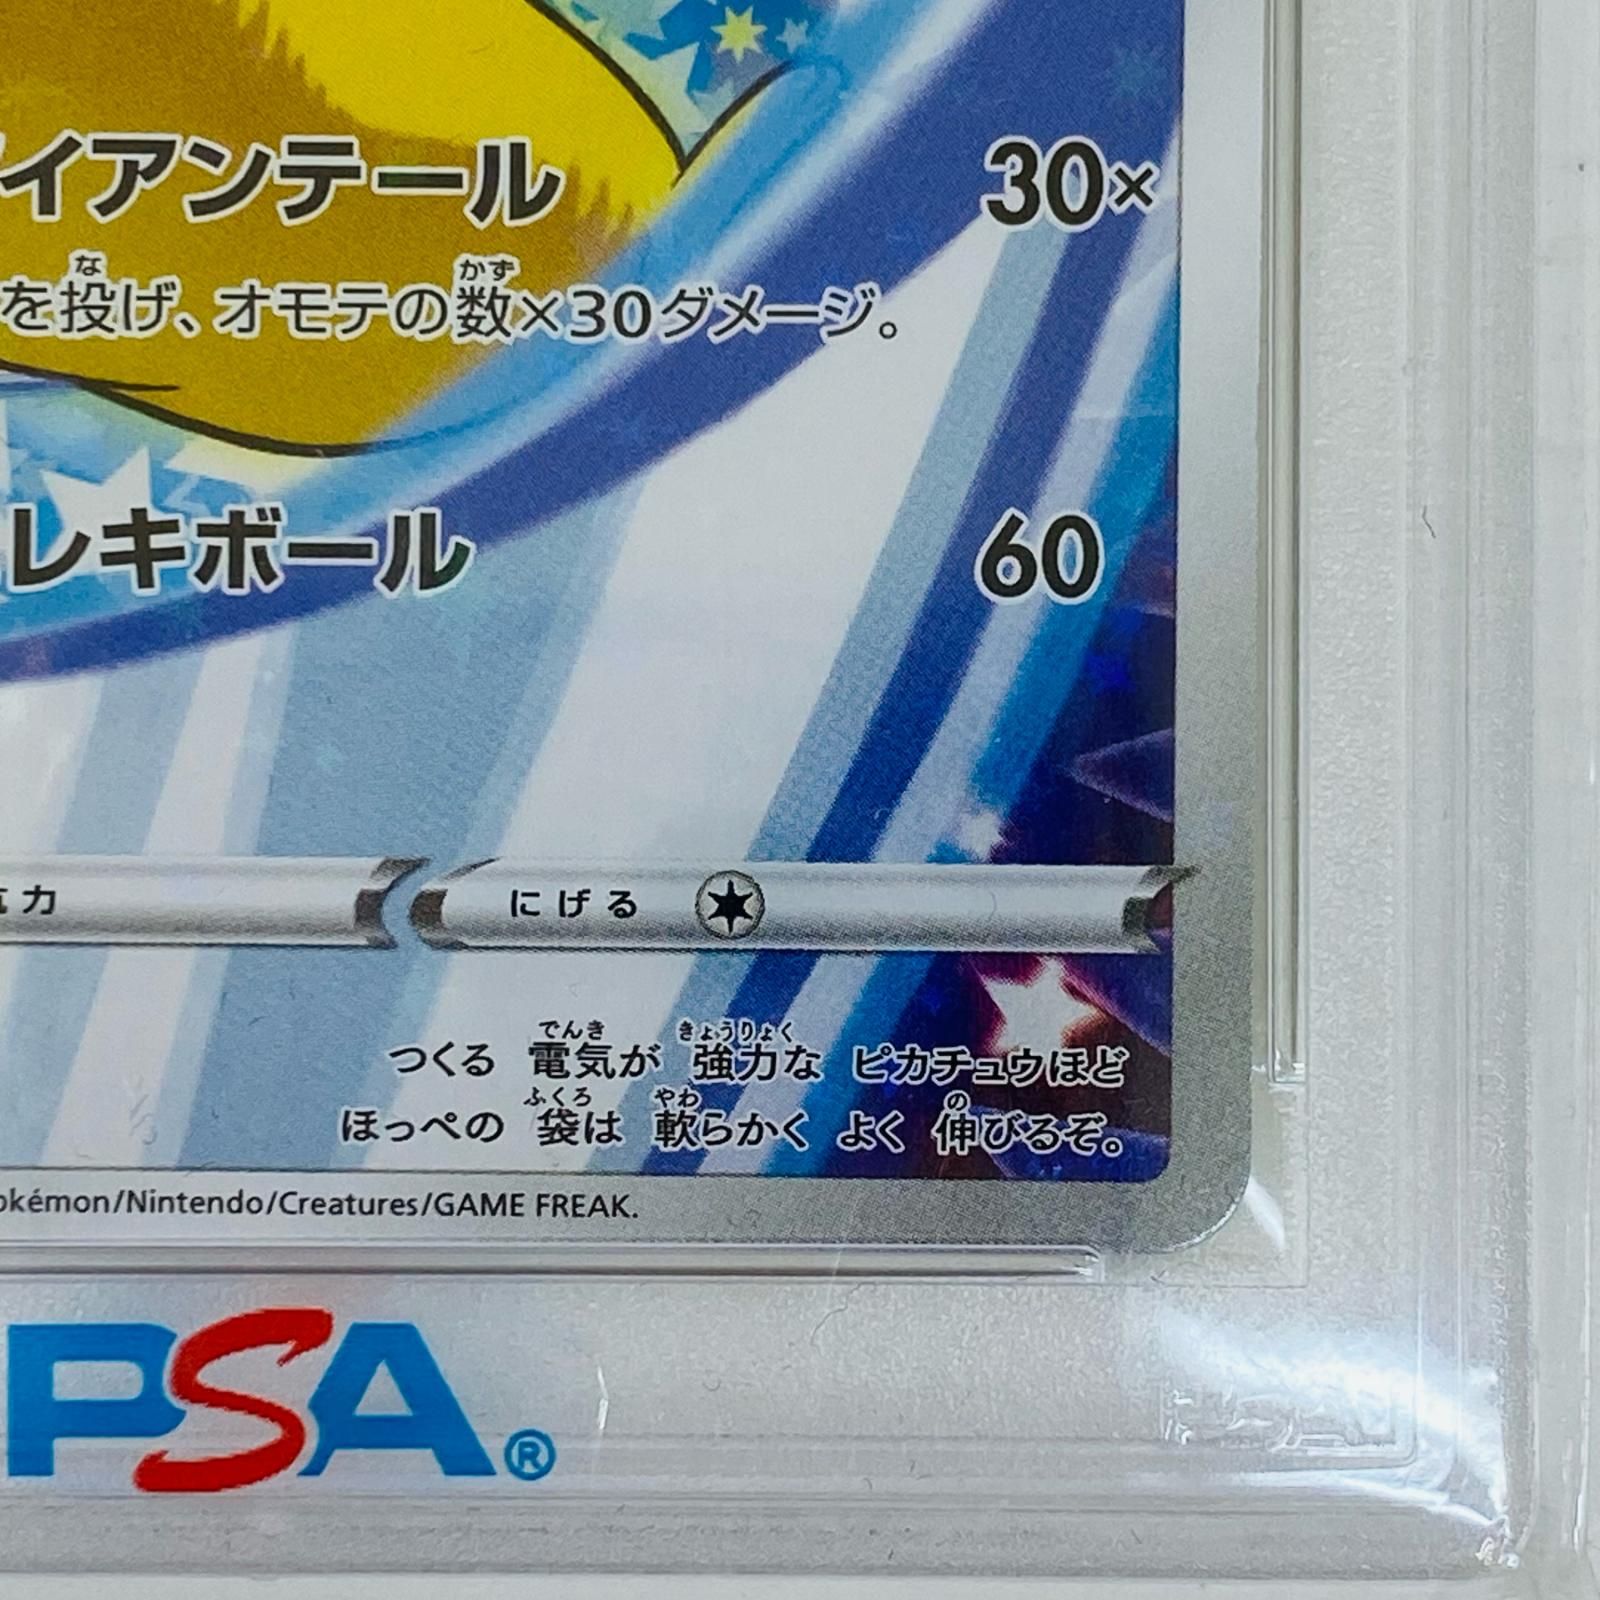 イアンテール 30×
を投げ、オモテの数×30ダメージ。
レキボール 60
力 にげる
つくる 電気が 強力な ピカチュウほど
ほっぺの 袋は 軟らかく よく 伸びるぞ。
okémon/Nintendo/Creatures/GAME FREAK.
PSA®